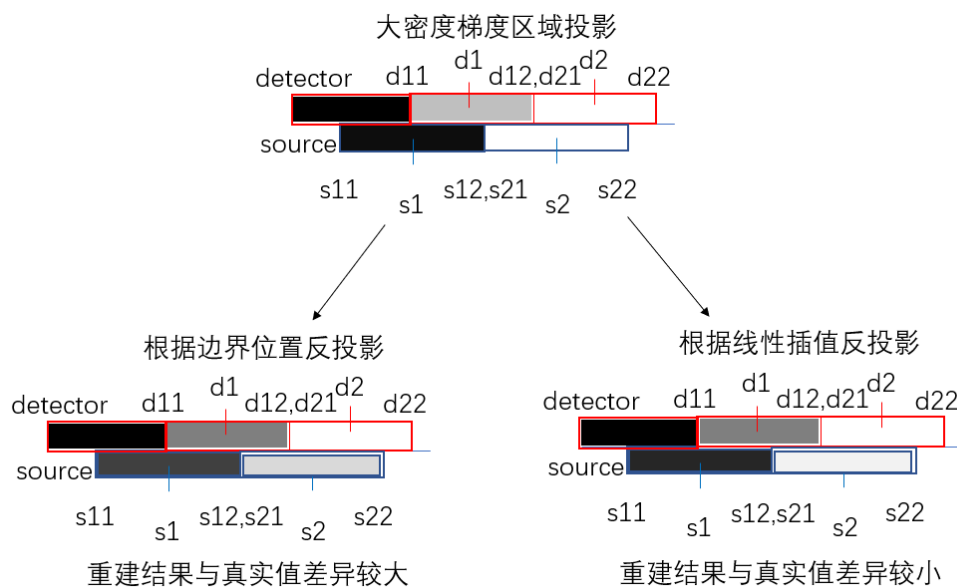 大密度梯度区域投影
detector d11 d1 d12,d21 d2 d22
source
s11 s1 s12,s21 s2 s22
根据边界位置反投影
detector d11 d1 d12,d21 d2 d22
source
s11 s1 s12,s21 s2 s22
重建结果与真实值差异较大
根据线性插值反投影
detector d11 d1 d12,d21 d2 d22
source
s11 s1 s12,s21 s2 s22
重建结果与真实值差异较小